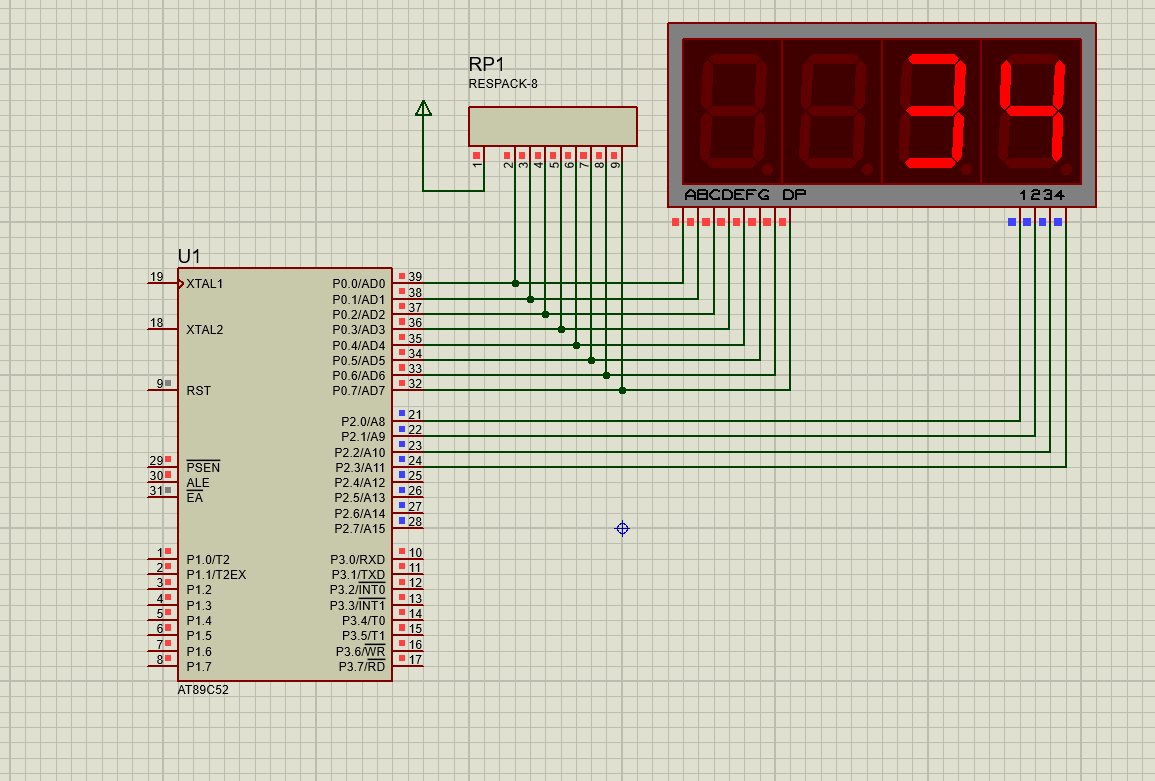 RP1
RESPACK-8
1 2 3 4 5 6 7 8 9
34
ABCDEFG DP
1234
U1
19 XTAL1
18 XTAL2
9 RST
29 PSEN
30 ALE
31 EA
1 P1.0/T2
2 P1.1/T2EX
3 P1.2
4 P1.3
5 P1.4
6 P1.5
7 P1.6
8 P1.7
P0.0/AD0 39
P0.1/AD1 38
P0.2/AD2 37
P0.3/AD3 36
P0.4/AD4 35
P0.5/AD5 34
P0.6/AD6 33
P0.7/AD7 32
P2.0/A8 21
P2.1/A9 22
P2.2/A10 23
P2.3/A11 24
P2.4/A12 25
P2.5/A13 26
P2.6/A14 27
P2.7/A15 28
P3.0/RXD 10
P3.1/TXD 11
P3.2/INT0 12
P3.3/INT1 13
P3.4/T0 14
P3.5/T1 15
P3.6/WR 16
P3.7/RD 17
AT89C52